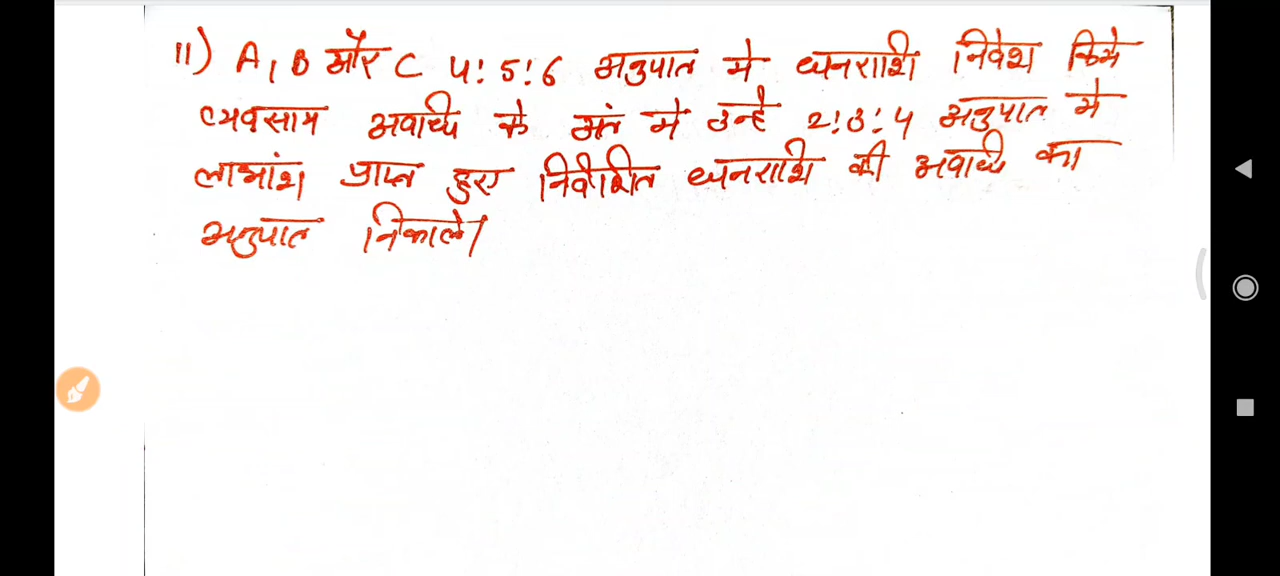 11) A, B और C 4:5:6 अनुपात मे धनराशि निवेश किये
व्यवसाय अवधि के अंत मे उन्हे 2:3:4 अनुपात मे
लाभांश प्राप्त हुए निवेशित धनराशि की अवधि का
अनुपात निकाले।